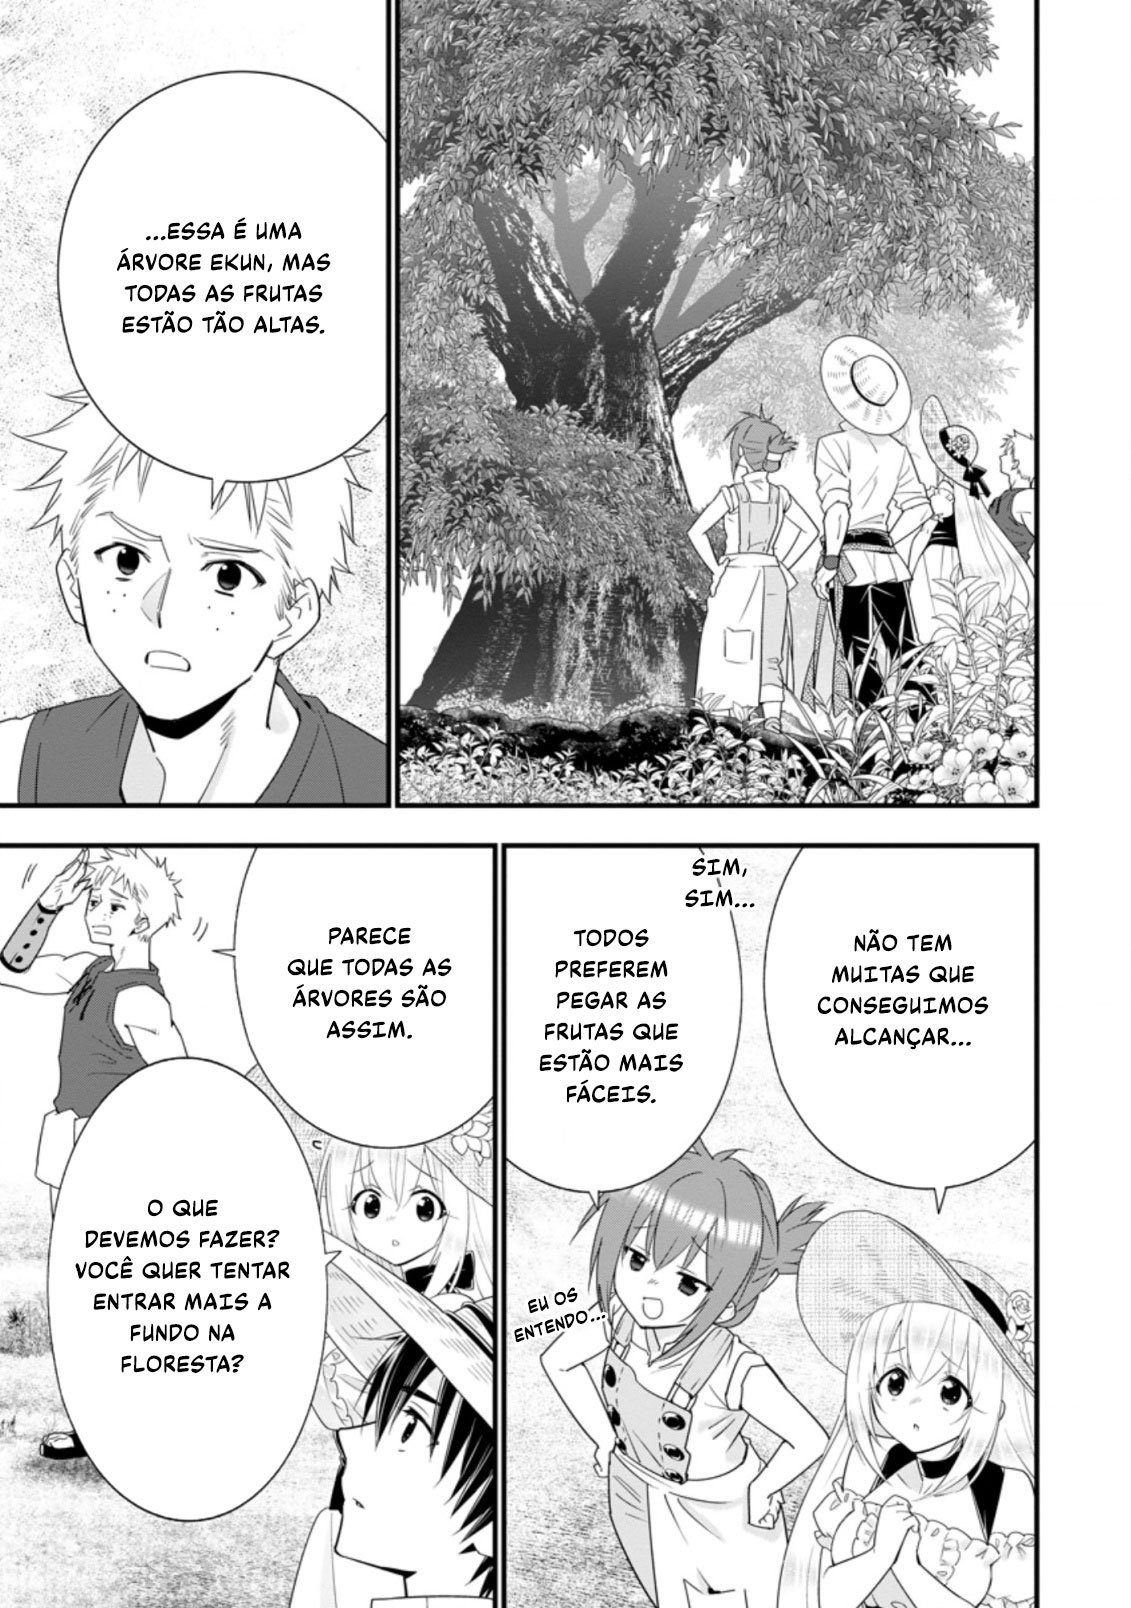 ...ESSA É UMA
ÁRVORE EKUN, MAS
TODAS AS FRUTAS
ESTÃO TÃO ALTAS.
NÃO TEM
MUITAS QUE
CONSEGUIMOS
ALCANÇAR...
SIM,
SIM...
TODOS
PREFEREM
PEGAR AS
FRUTAS QUE
ESTÃO MAIS
FÁCEIS.
EU OS
ENTENDO...
PARECE
QUE TODAS AS
ÁRVORES SÃO
ASSIM.
O QUE
DEVEMOS FAZER?
VOCÊ QUER TENTAR
ENTRAR MAIS A
FUNDO NA
FLORESTA?